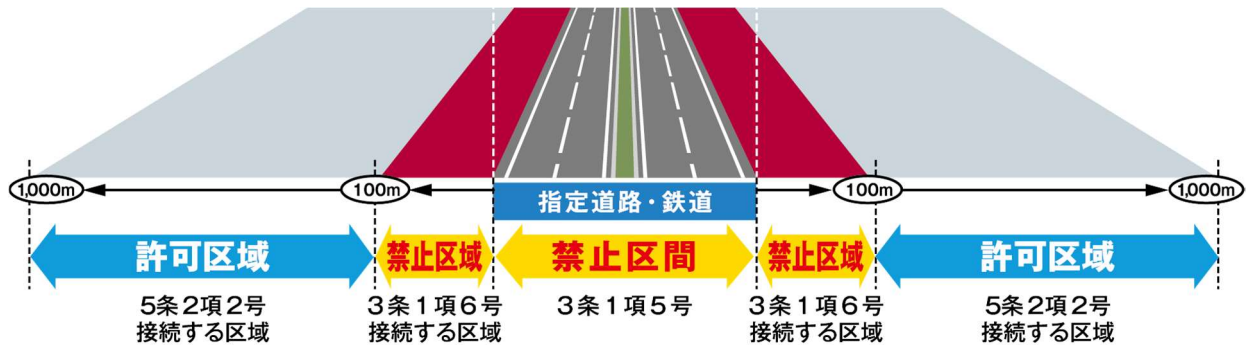 1,000m
100m
指定道路・鉄道
100m
1,000m
許可区域
禁止区域
禁止区間
禁止区域
許可区域
5条2項2号
接続する区域
3条1項6号
接続する区域
3条1項5号
3条1項6号
接続する区域
5条2項2号
接続する区域